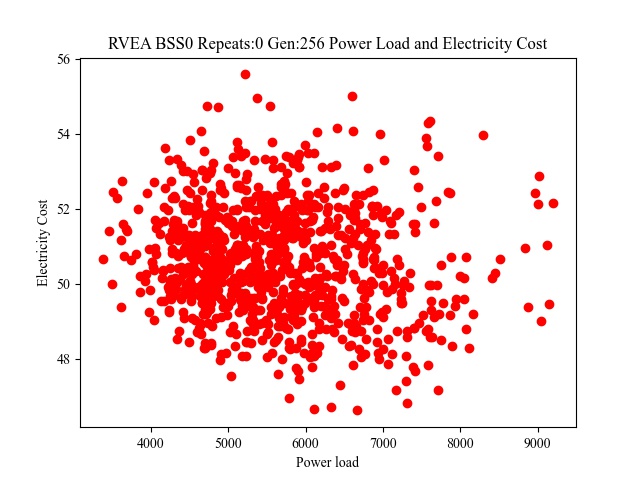 RVEA BSS0 Repeats:0 Gen:256 Power Load and Electricity Cost
56
54
52
50
48
Electricity Cost
4000 5000 6000 7000 8000 9000
Power load